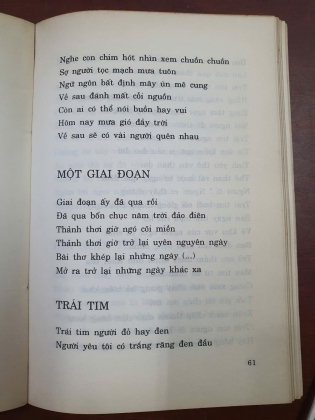 Nghe con chim hót nhìn xem chuồn chuồn
Sợ người tọc mạch mưa tuôn
Ngữ ngôn bất định mây ùn mê cung
Về sau đánh mất cỗi nguồn
Còn ai có thể nói buồn hay vui
Hôm nay mưa gió đầy trời
Về sau sẽ có vài người quên nhau
MỘT GIAI ĐOẠN
Giai đoạn ấy đã qua rồi
Đã qua bốn chục năm trời đảo điên
Thảnh thơi giờ ngó cõi miền
Thảnh thơi giờ trở lại uyên nguyên ngày
Bài thơ khép lại những ngày (...)
Mở ra trở lại những ngày khác xa
TRÁI TIM
Trái tim người đỏ hay đen
Người yêu tôi có trắng răng đen đầu
61